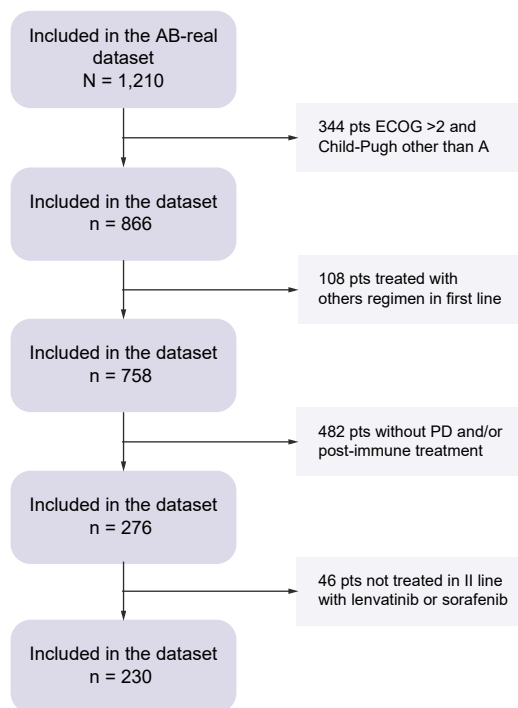 Included in the AB-real
dataset
N = 1,210
344 pts ECOG >2 and
Child-Pugh other than A
Included in the dataset
n = 866
108 pts treated with
others regimen in first line
Included in the dataset
n = 758
482 pts without PD and/or
post-immune treatment
Included in the dataset
n = 276
46 pts not treated in II line
with lenvatinib or sorafenib
Included in the dataset
n = 230